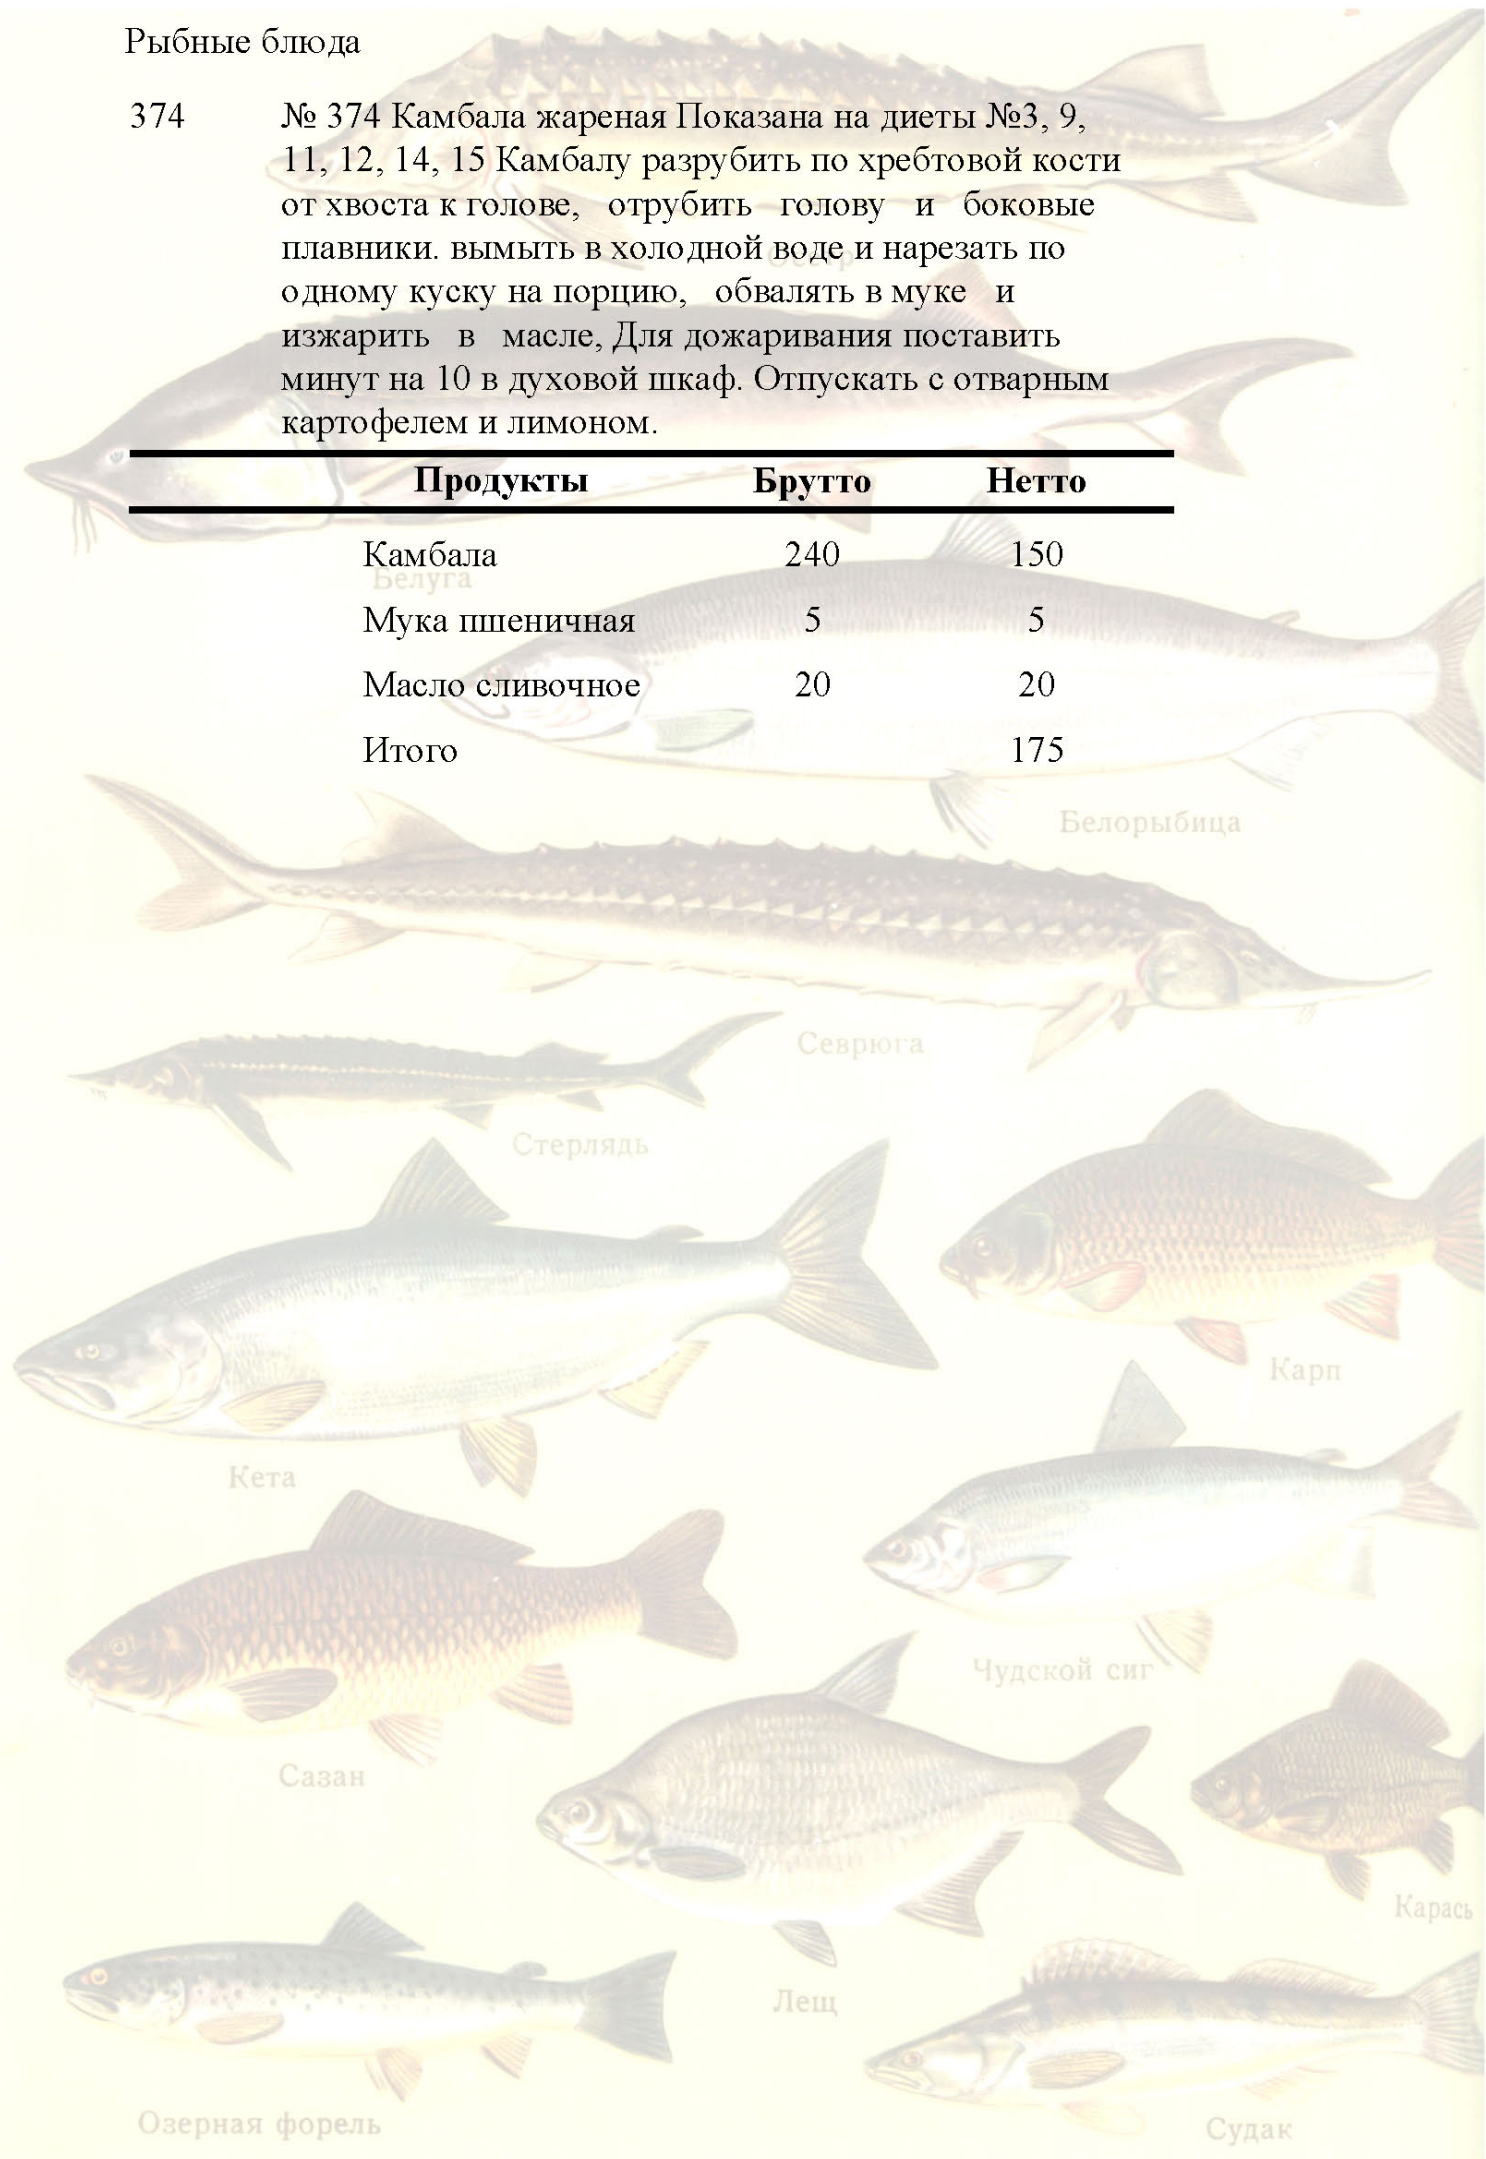 Рыбные блюда
374 № 374 Камбала жареная Показана на диеты №3, 9,
11, 12, 14, 15 Камбалу разрубить по хребтовой кости
от хвоста к голове, отрубить голову и боковые
плавники. вымыть в холодной воде и нарезать по
одному куску на порцию, обвалять в муке и
изжарить в масле, Для дожаривания поставить
минут на 10 в духовой шкаф. Отпускать с отварным
картофелем и лимоном.
Продукты Брутто Нетто
Камбала 240 150
Белуга
Мука пшеничная 5 5
Масло сливочное 20 20
Итого 175
Белорыбица
Севрюга
Стерлядь
Карп
Кета
Чудской сиг
Сазан
Карась
Лещ
Озерная форель
Судак